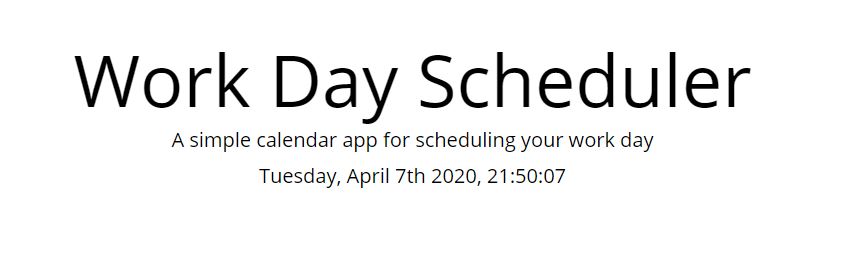 Work Day Scheduler
A simple calendar app for scheduling your work day
Tuesday, April 7th 2020, 21:50:07